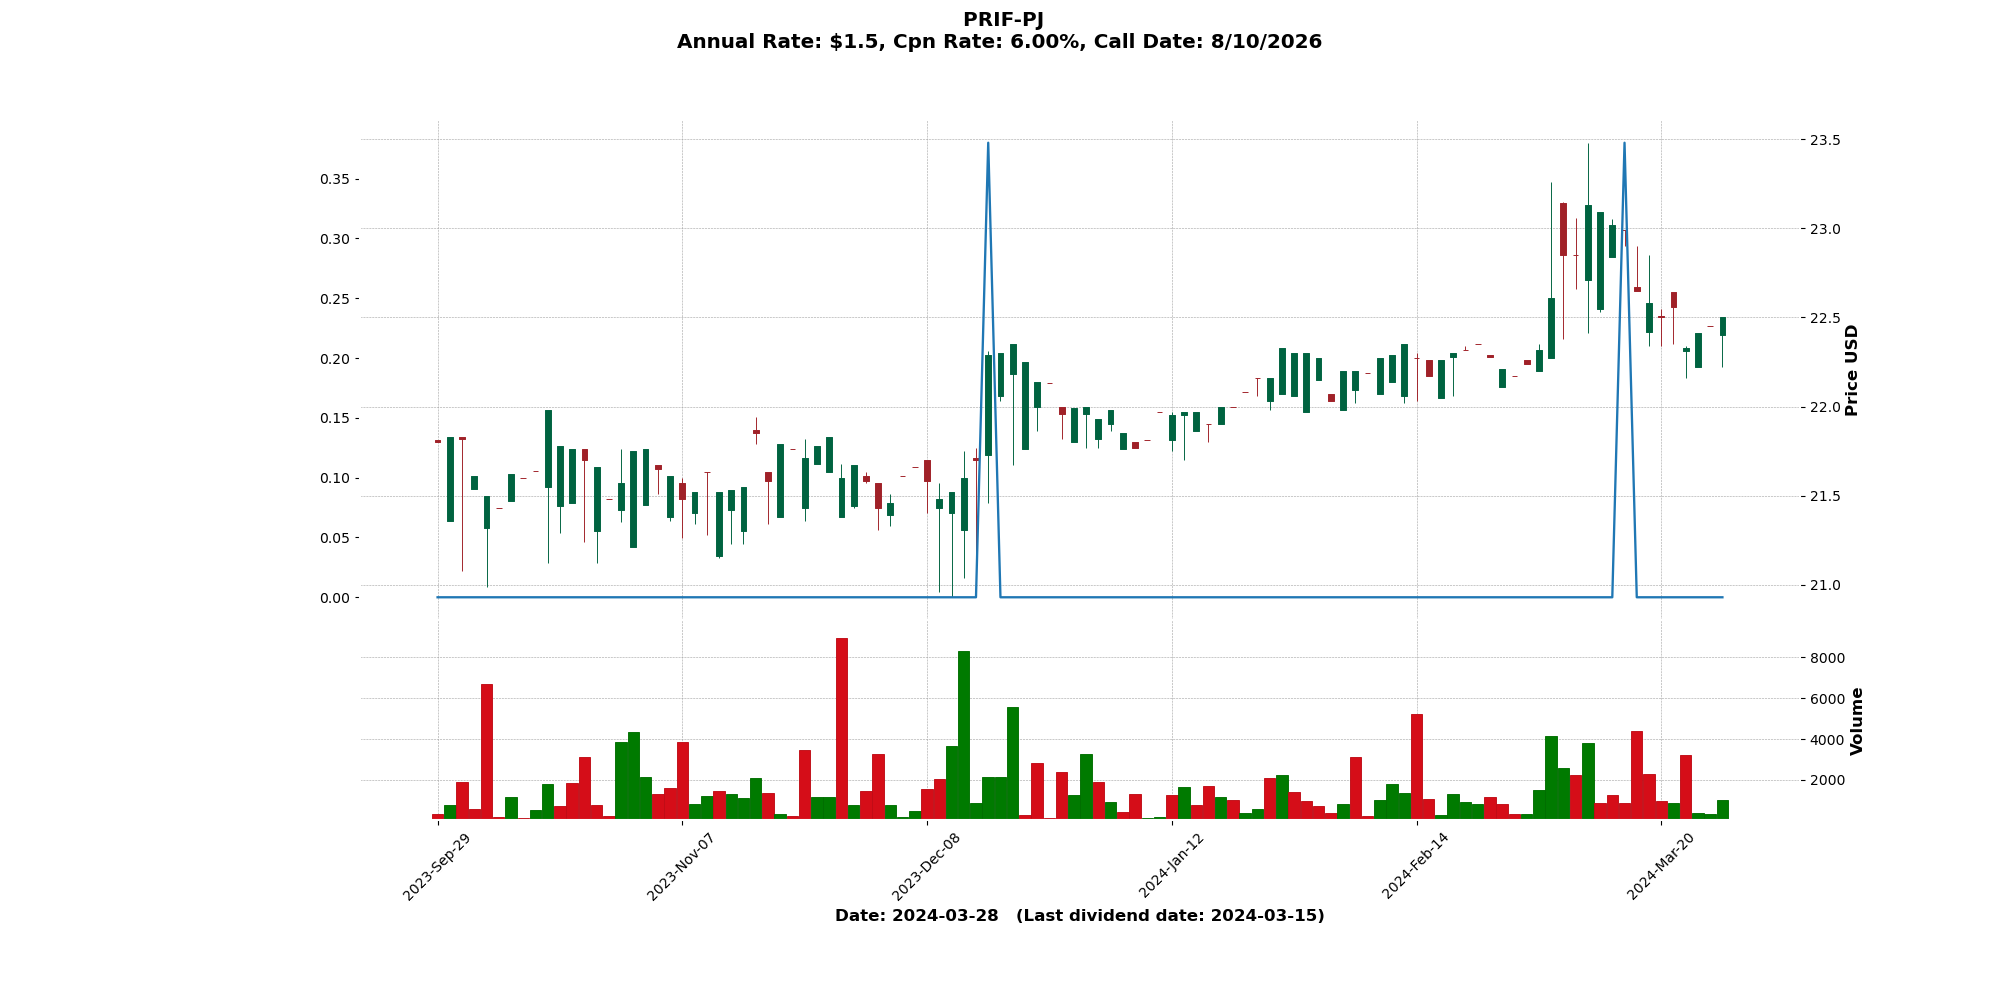 PRIF-PJ
Annual Rate: $1.5, Cpn Rate: 6.00%, Call Date: 8/10/2026
0.35
0.30
0.25
0.20
0.15
0.10
0.05
0.00
23.5
23.0
22.5
22.0
21.5
21.0
Price USD
8000
6000
4000
2000
Volume
2023-Sep-29
2023-Nov-07
2023-Dec-08
2024-Jan-12
2024-Feb-14
2024-Mar-20
Date: 2024-03-28 (Last dividend date: 2024-03-15)